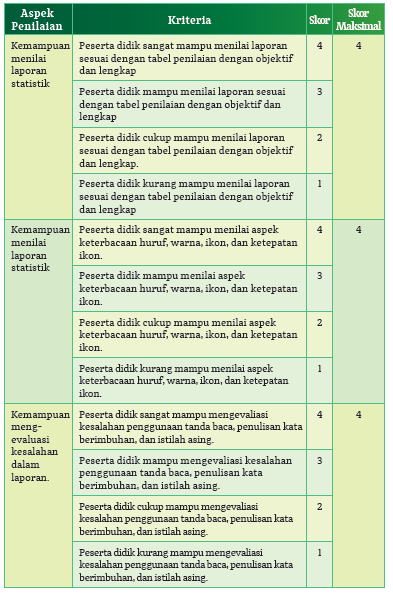 Aspek Penilaian
Kriteria
Skor
Skor Maksimal
Kemampuan
menilai
laporan
statistik
Peserta didik sangat mampu menilai laporan
sesuai dengan tabel penilaian dengan objektif
dan lengkap
4
4
Peserta didik mampu menilai laporan sesuai
dengan tabel penilaian dengan objektif dan
lengkap
3
Peserta didik cukup mampu menilai laporan
sesuai dengan tabel penilaian dengan objektif
dan lengkap.
2
Peserta didik kurang mampu menilai laporan
sesuai dengan tabel penilaian dengan objektif
dan lengkap
1
Kemampuan
menilai
laporan
statistik
Peserta didik sangat mampu menilai aspek
keterbacaan huruf, warna, ikon, dan ketepatan
ikon.
4
4
Peserta didik mampu menilai aspek
keterbacaan huruf, warna, ikon, dan ketepatan
ikon.
3
Peserta didik cukup mampu menilai aspek
keterbacaan huruf, warna, ikon, dan ketepatan
ikon.
2
Peserta didik kurang mampu menilai aspek
keterbacaan huruf, warna, ikon, dan ketepatan
ikon.
1
Kemampuan
meng-
evaluasi
kesalahan
dalam
laporan.
Peserta didik sangat mampu mengevaliasi
kesalahan penggunaan tanda baca, penulisan kata
berimbuhan, dan istilah asing.
4
4
Peserta didik mampu mengevaliasi kesalahan
penggunaan tanda baca, penulisan kata
berimbuhan, dan istilah asing.
3
Peserta didik cukup mampu mengevaliasi
kesalahan penggunaan tanda baca, penulisan kata
berimbuhan, dan istilah asing.
2
Peserta didik kurang mampu mengevaliasi
kesalahan penggunaan tanda baca, penulisan kata
berimbuhan, dan istilah asing.
1